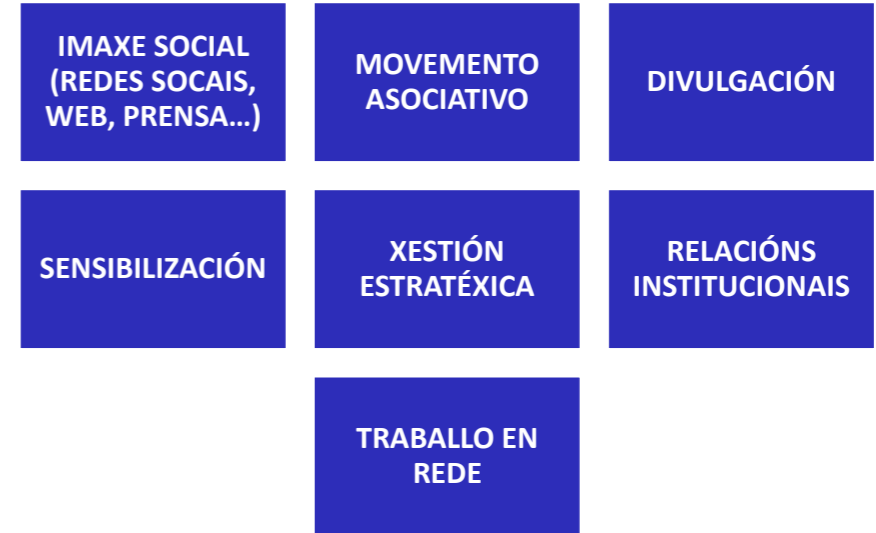 IMAXE SOCIAL
(REDES SOCAIS,
WEB, PRENSA...)
MOVEMENTO
ASOCIATIVO
DIVULGACIÓN
SENSIBILIZACIÓN
XESTIÓN
ESTRATÉXICA
RELACIÓNS
INSTITUCIONAIS
TRABALLO EN
REDE